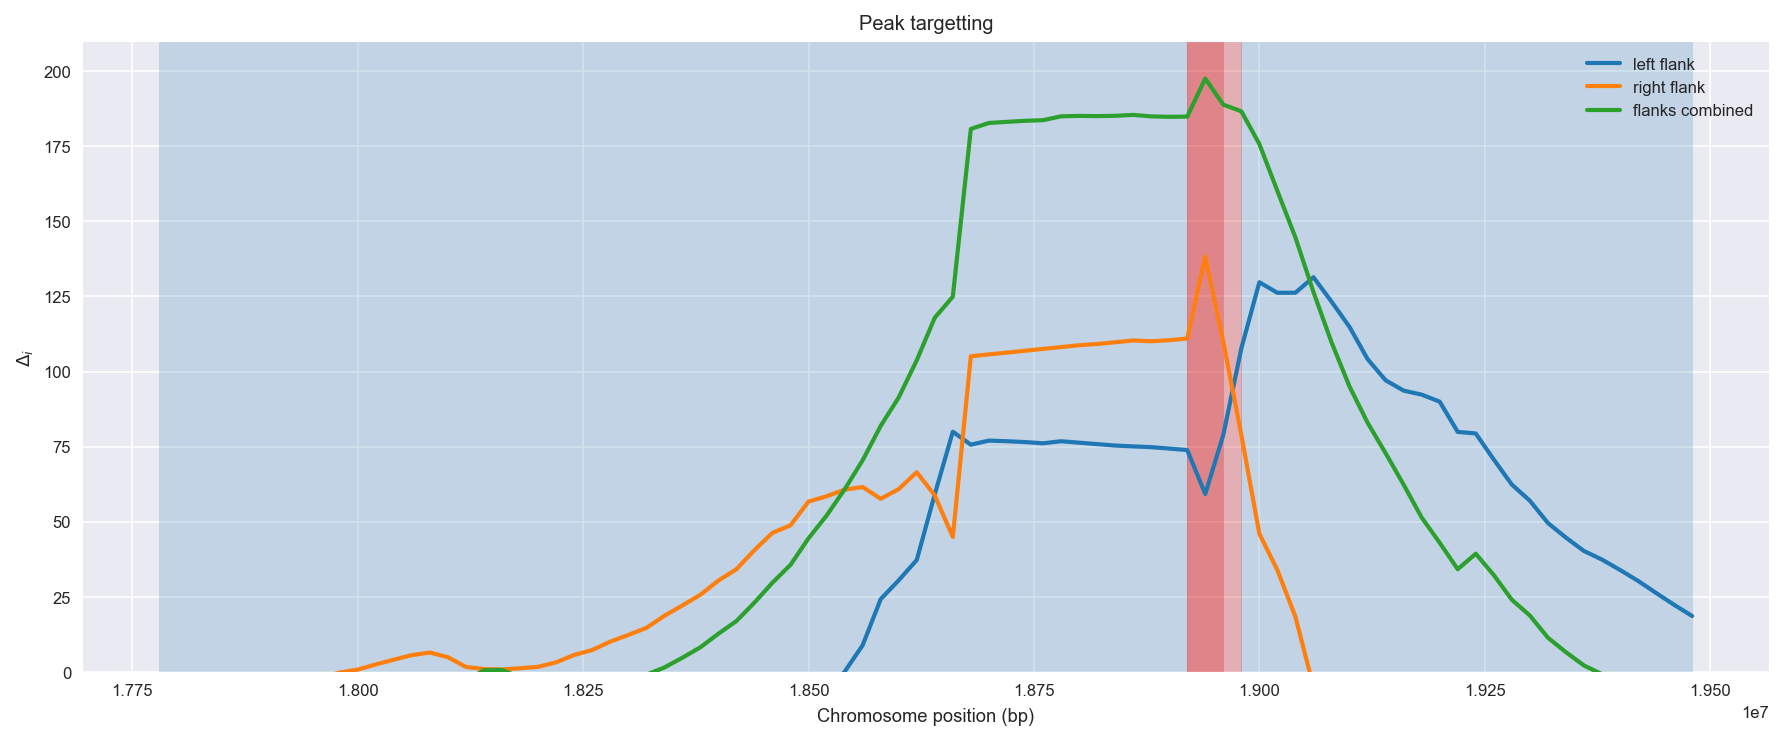 Peak targetting
200
175
150
125
100
75
50
25
0
Δi
left flank
right flank
flanks combined
1.775 1.800 1.825 1.850 1.875 1.900 1.925 1.950
1e7
Chromosome position (bp)